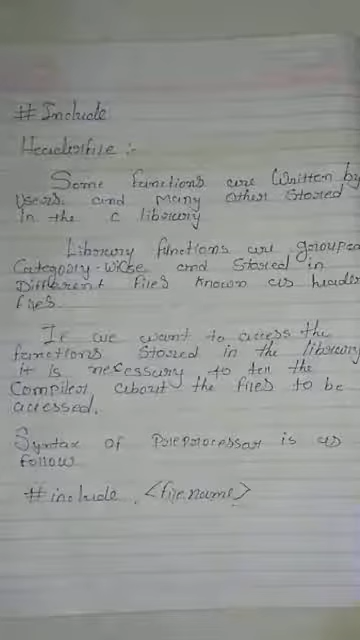 # Include
Headerfile :-
Some functions are Written by
Users and many other Stored
in the C library
Library functions are grouped
Category-wise and Stored in
Different files known as header
files.
If we want to access the
functions Stored in the library
it is necessary to tell the
Compiler about the files to be
accessed.
Syntax of Preprocessor is as
follow
#include <file name>